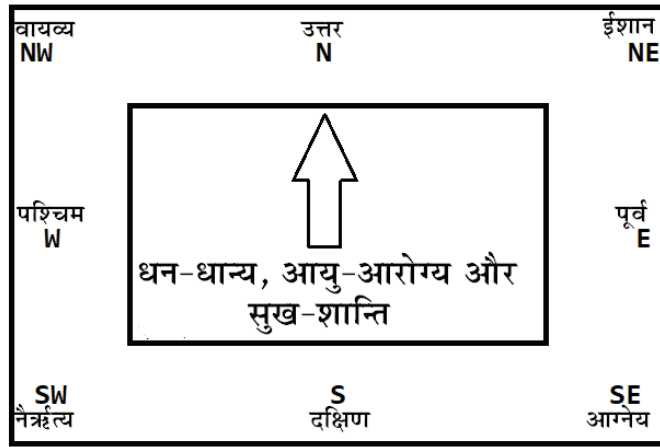 वायव्य उत्तर ईशान
NW N NE
पश्चिम पूर्व
W E
धन-धान्य, आयु-आरोग्य और
सुख-शान्ति
SW S SE
नैर्ऋत्य दक्षिण आग्नेय